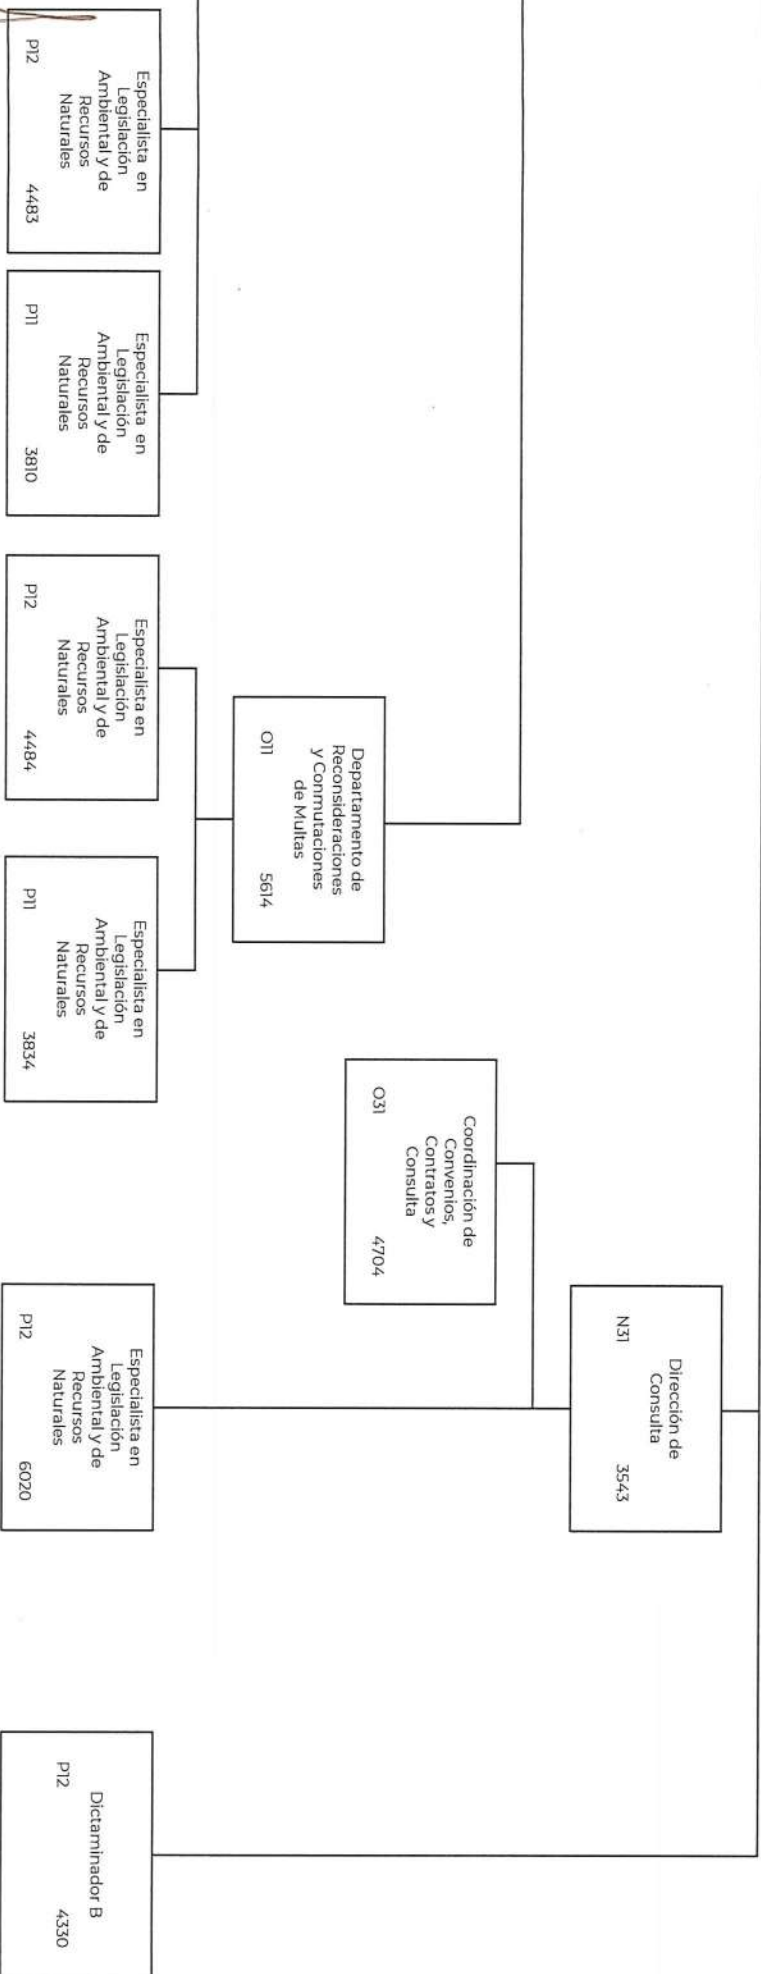 Dirección de
Consulta
N31 3543
Coordinación de
Convenios,
Contratos y
Consulta
O31 4704
Departamento de
Reconsideraciones
y Conmutaciones
de Multas
O11 5614
Especialista en
Legislación
Ambiental y de
Recursos
Naturales
P12 4483
Especialista en
Legislación
Ambiental y de
Recursos
Naturales
P11 3810
Especialista en
Legislación
Ambiental y de
Recursos
Naturales
P12 4484
Especialista en
Legislación
Ambiental y de
Recursos
Naturales
P11 3834
Especialista en
Legislación
Ambiental y de
Recursos
Naturales
P12 6020
Dictaminador B
P12 4330